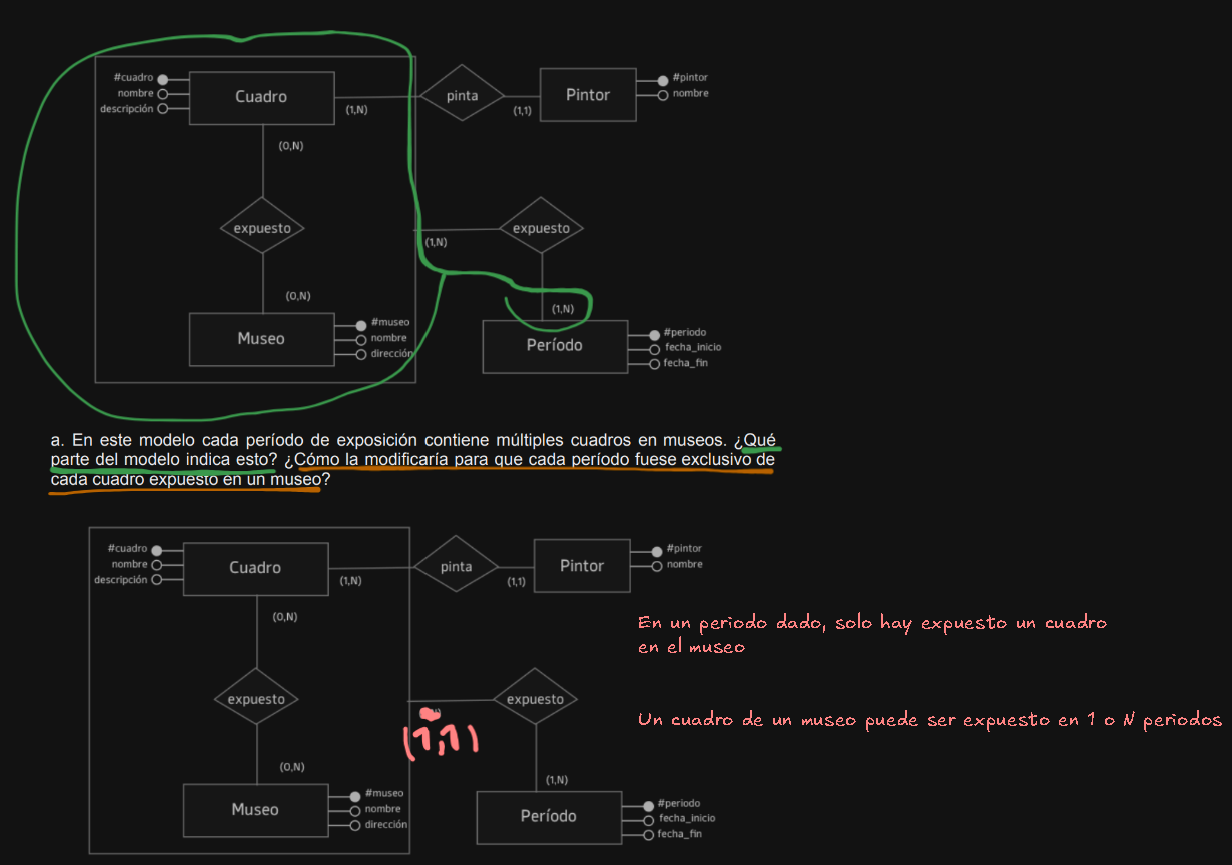 #cuadro
nombre
descripción
Cuadro
(1,N)
pinta
(1,1)
Pintor
#pintor
nombre
(0,N)
expuesto
(1,N)
expuesto
(0,N)
(1,N)
Museo
#museo
nombre
dirección
Período
#periodo
fecha_inicio
fecha_fin
a. En este modelo cada período de exposición contiene múltiples cuadros en museos. ¿Qué
parte del modelo indica esto? ¿Cómo la modificaría para que cada período fuese exclusivo de
cada cuadro expuesto en un museo?
#cuadro
nombre
descripción
Cuadro
(1,N)
pinta
(1,1)
Pintor
#pintor
nombre
(0,N)
En un periodo dado, solo hay expuesto un cuadro
en el museo
expuesto
expuesto
(1,1)
Un cuadro de un museo puede ser expuesto en 1 o N periodos
(0,N)
(1,N)
Museo
#museo
nombre
dirección
Período
#periodo
fecha_inicio
fecha_fin